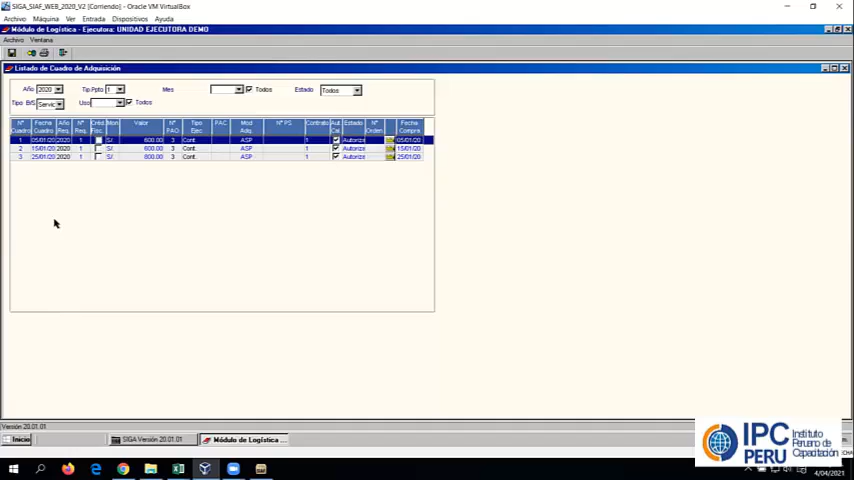 SIGA_SIAF_WEB_2020_V2 [Corriendo] - Oracle VM VirtualBox
Archivo Máquina Ver Entrada Dispositivos Ayuda
Módulo de Logística - Ejecutora: UNIDAD EJECUTORA DEMO
Archivo Ventana
Listado de Cuadro de Adquisición
Año 2020 Tip.Ppto 1 Mes Todos Estado Todos
Tipo B/S Servic Uso Todos
N° Cuadro Fecha Cuadro Año Req. N° Req. Mon. Valor N° PAO Tipo Ejec PAC Mod Adq. N° PS Contrato Aut. Cal. Estado N° Orden Fecha Compra
1 05/01/20 2020 1 S/. 600.00 3 Cont. ASP 1 Autoriza 05/01/20
2 15/01/20 2020 1 S/. 600.00 3 Cont. ASP 1 Autoriza 15/01/20
3 25/01/20 2020 1 S/. 600.00 3 Cont. ASP 1 Autoriza 25/01/20
Versión 20.01.01
Inicio SIGA Versión 20.01.01 Módulo de Logística ...
IPC PERU
Instituto Peruano de Capacitación
4/04/2021